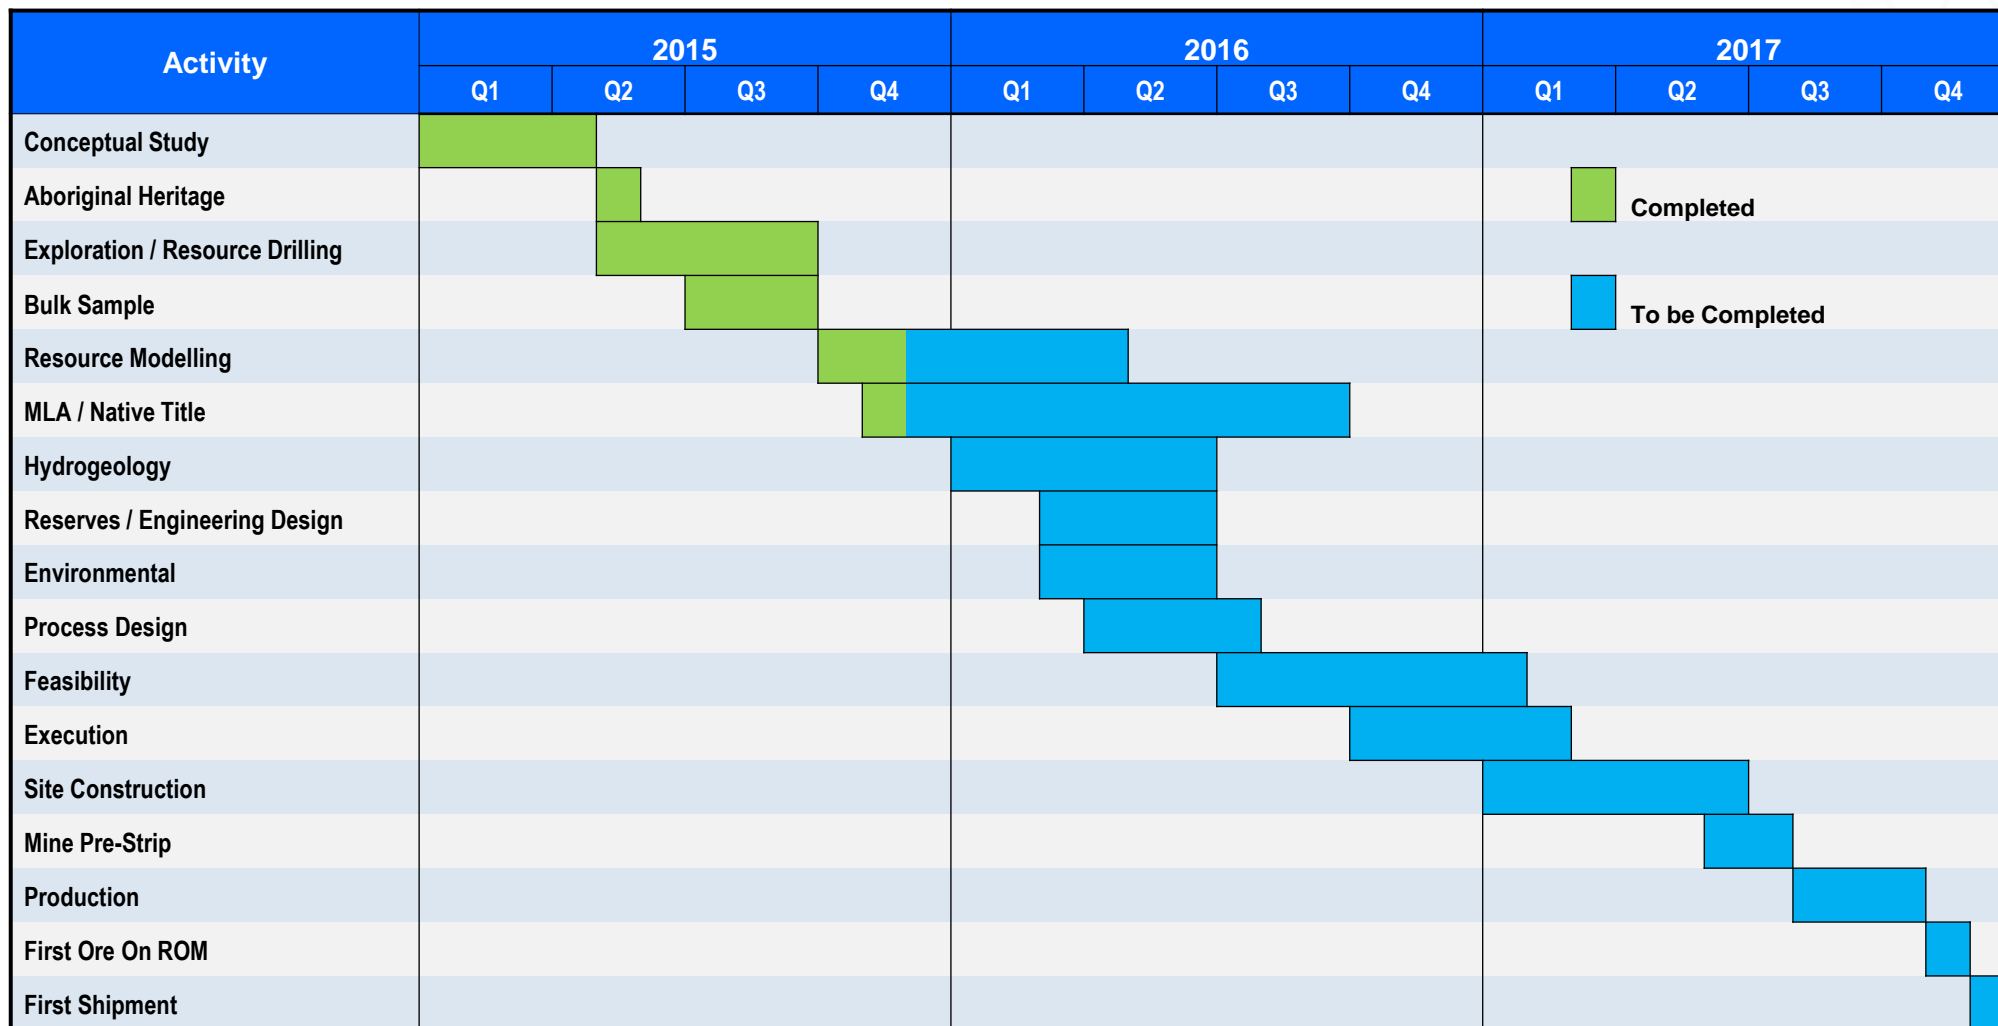 Activity
2015
2016
2017
Q1
Q2
Q3
Q4
Q1
Q2
Q3
Q4
Q1
Q2
Q3
Q4
Conceptual Study
Aboriginal Heritage
Completed
Exploration / Resource Drilling
Bulk Sample
To be Completed
Resource Modelling
MLA / Native Title
Hydrogeology
Reserves / Engineering Design
Environmental
Process Design
Feasibility
Execution
Site Construction
Mine Pre-Strip
Production
First Ore On ROM
First Shipment